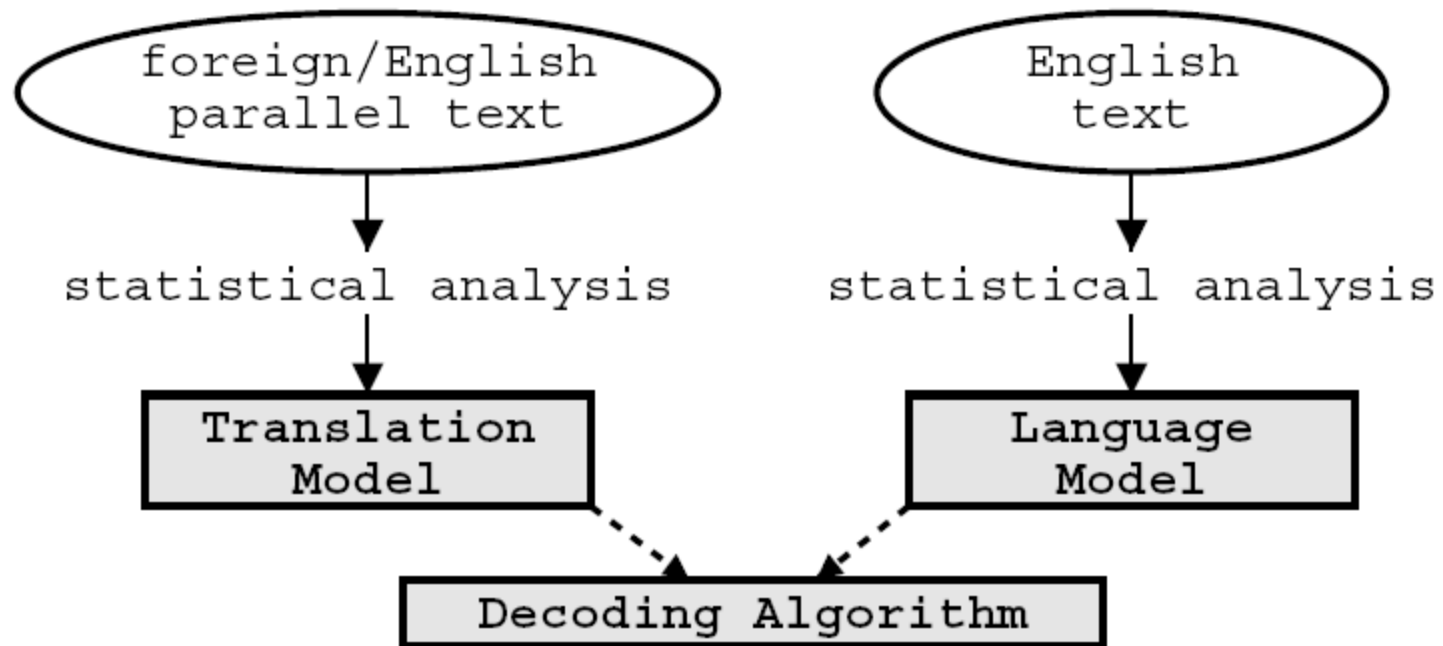 foreign/English
parallel text
English
text
statistical analysis
statistical analysis
Translation
Model
Language
Model
Decoding Algorithm